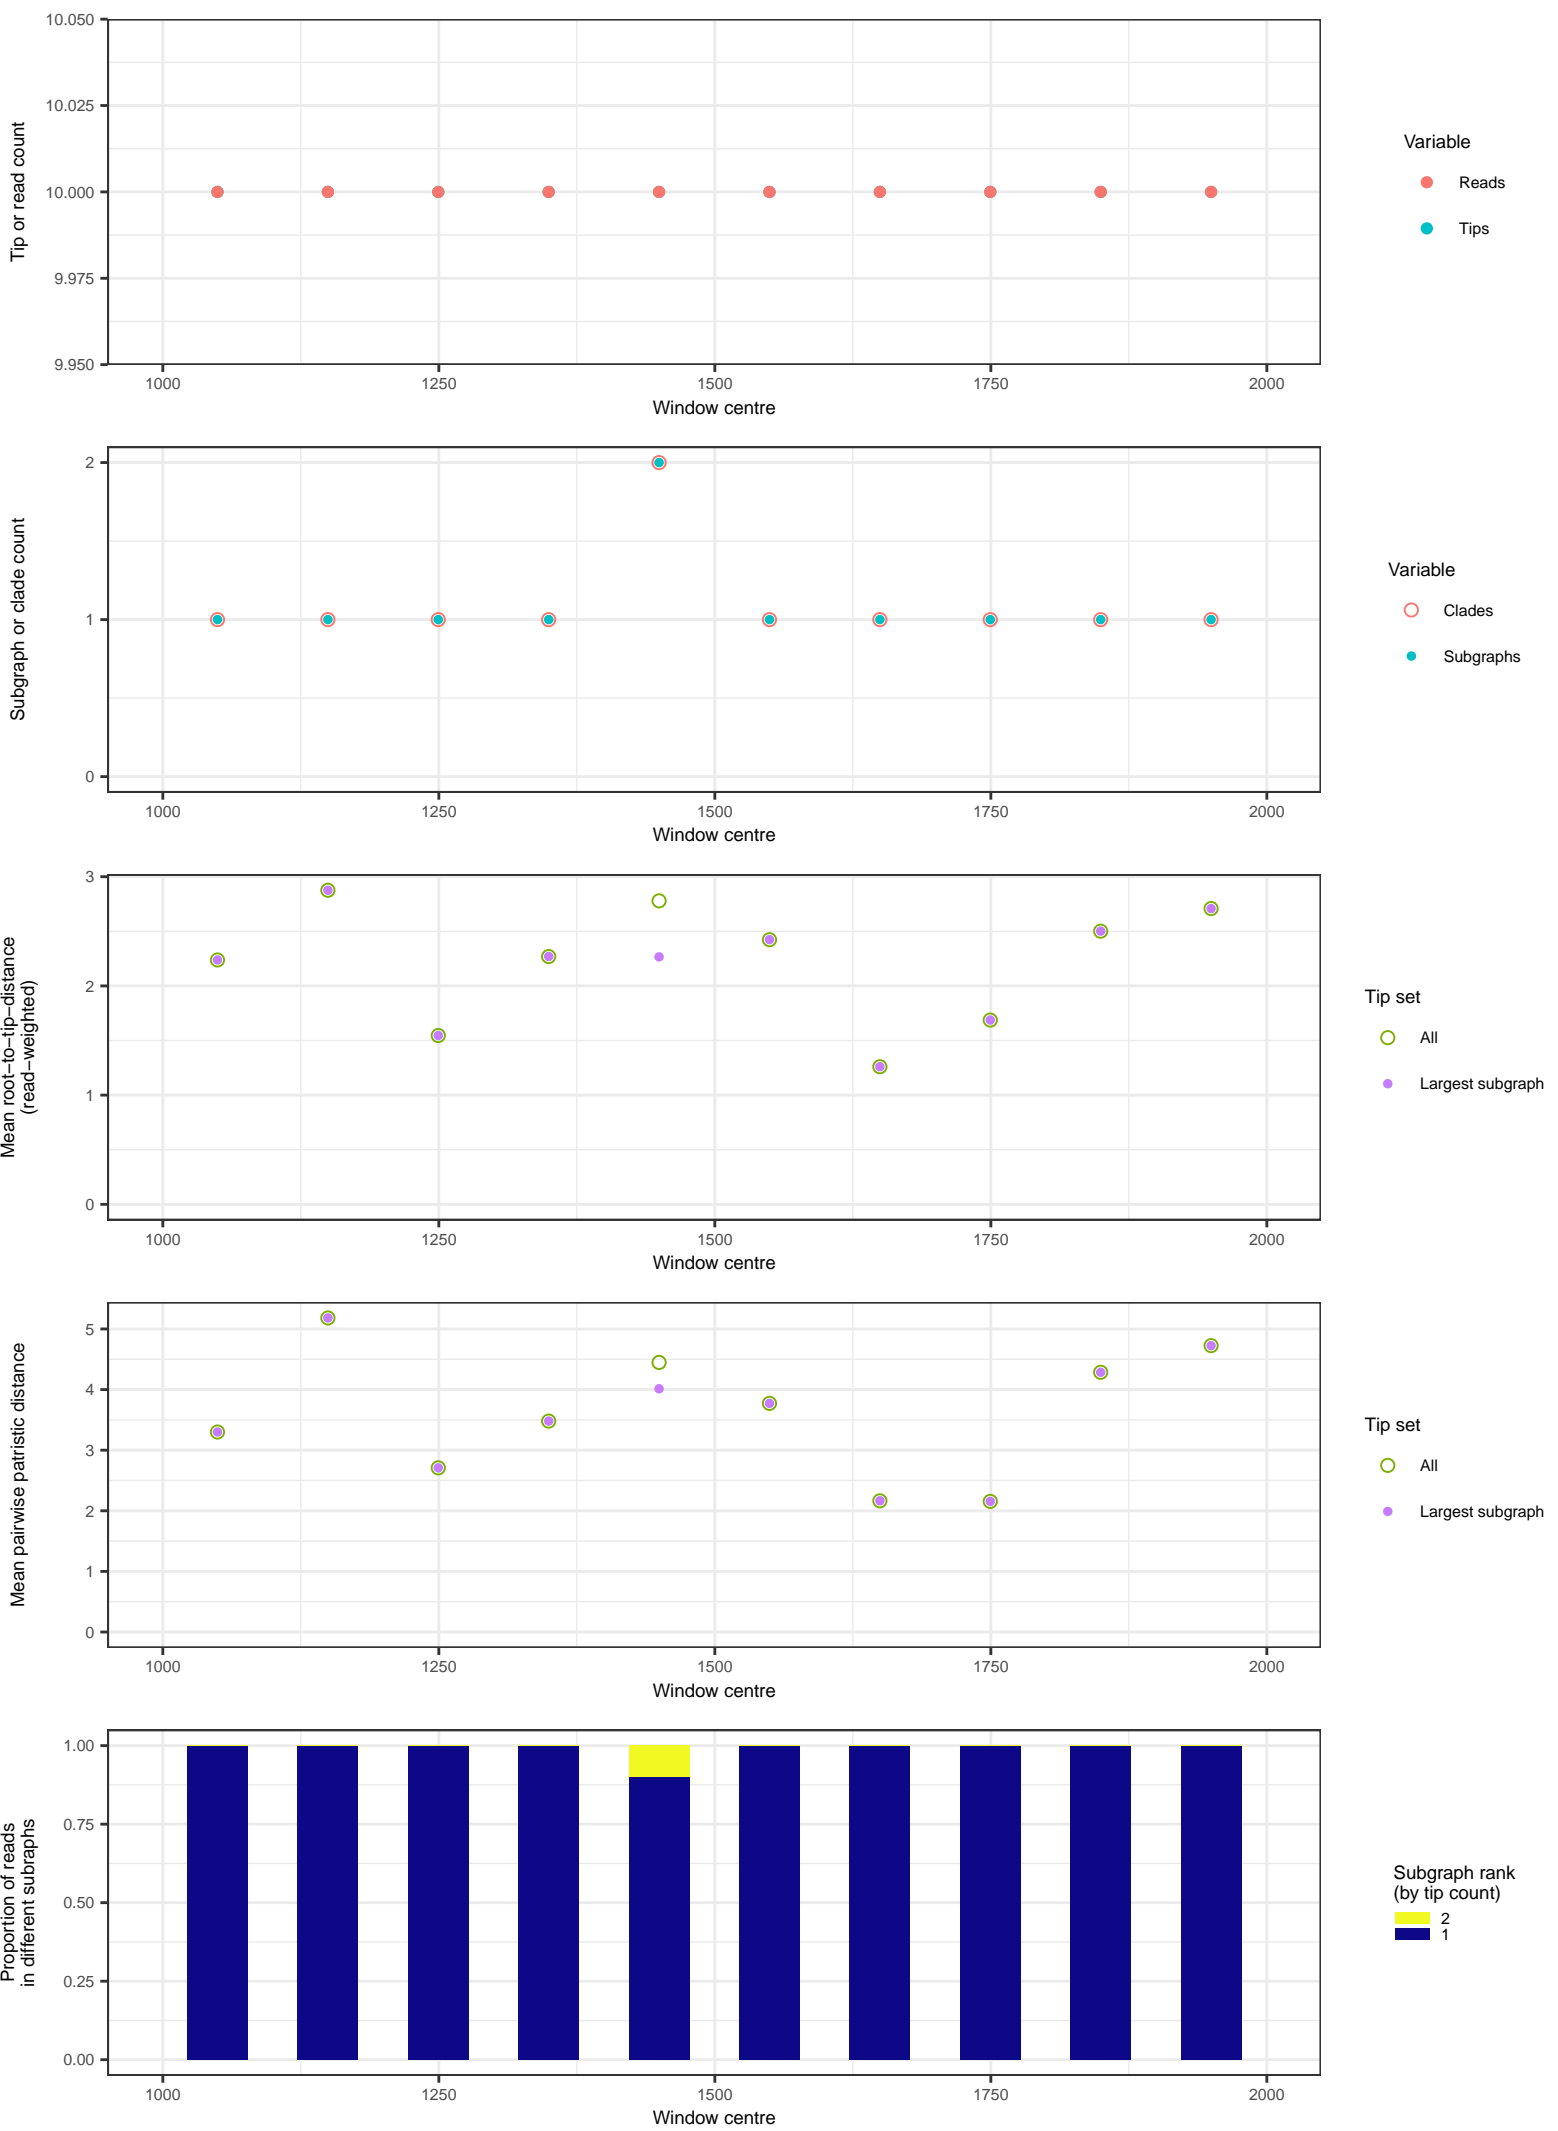 Tip or read count
10.050
10.025
10.000
9.975
9.950
1000 1250 1500 1750 2000
Window centre
Variable
Reads
Tips
Subgraph or clade count
2
1
0
1000 1250 1500 1750 2000
Window centre
Variable
Clades
Subgraphs
Mean root−to−tip−distance
(read−weighted)
3
2
1
0
1000 1250 1500 1750 2000
Window centre
Tip set
All
Largest subgraph
Mean pairwise patristic distance
5
4
3
2
1
0
1000 1250 1500 1750 2000
Window centre
Tip set
All
Largest subgraph
Proportion of reads
in different subraphs
1.00
0.75
0.50
0.25
0.00
1000 1250 1500 1750 2000
Window centre
Subgraph rank
(by tip count)
2
1